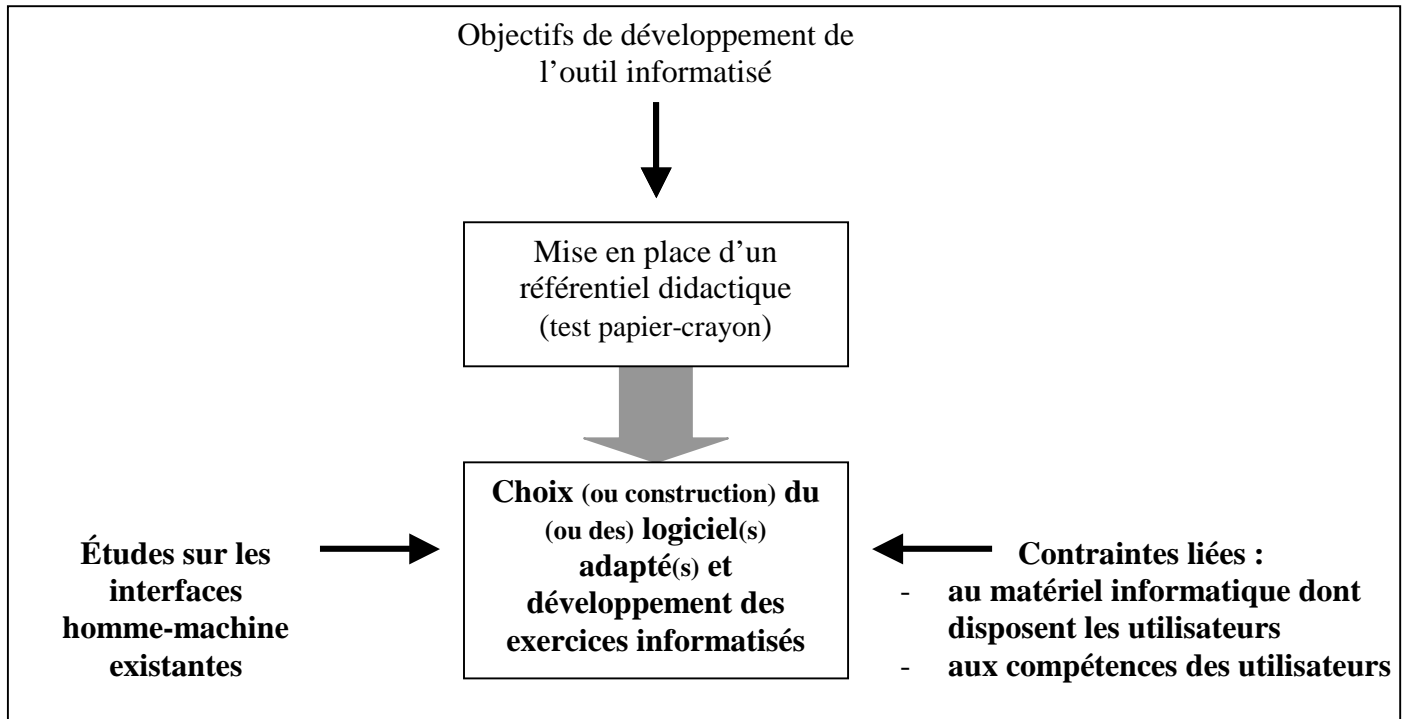 Objectifs de développement de
l’outil informatisé
Mise en place d’un
référentiel didactique
(test papier-crayon)
Choix (ou construction) du
(ou des) logiciel(s)
adapté(s) et
développement des
exercices informatisés
Études sur les
interfaces
homme-machine
existantes
Contraintes liées :
- au matériel informatique dont
disposent les utilisateurs
- aux compétences des utilisateurs